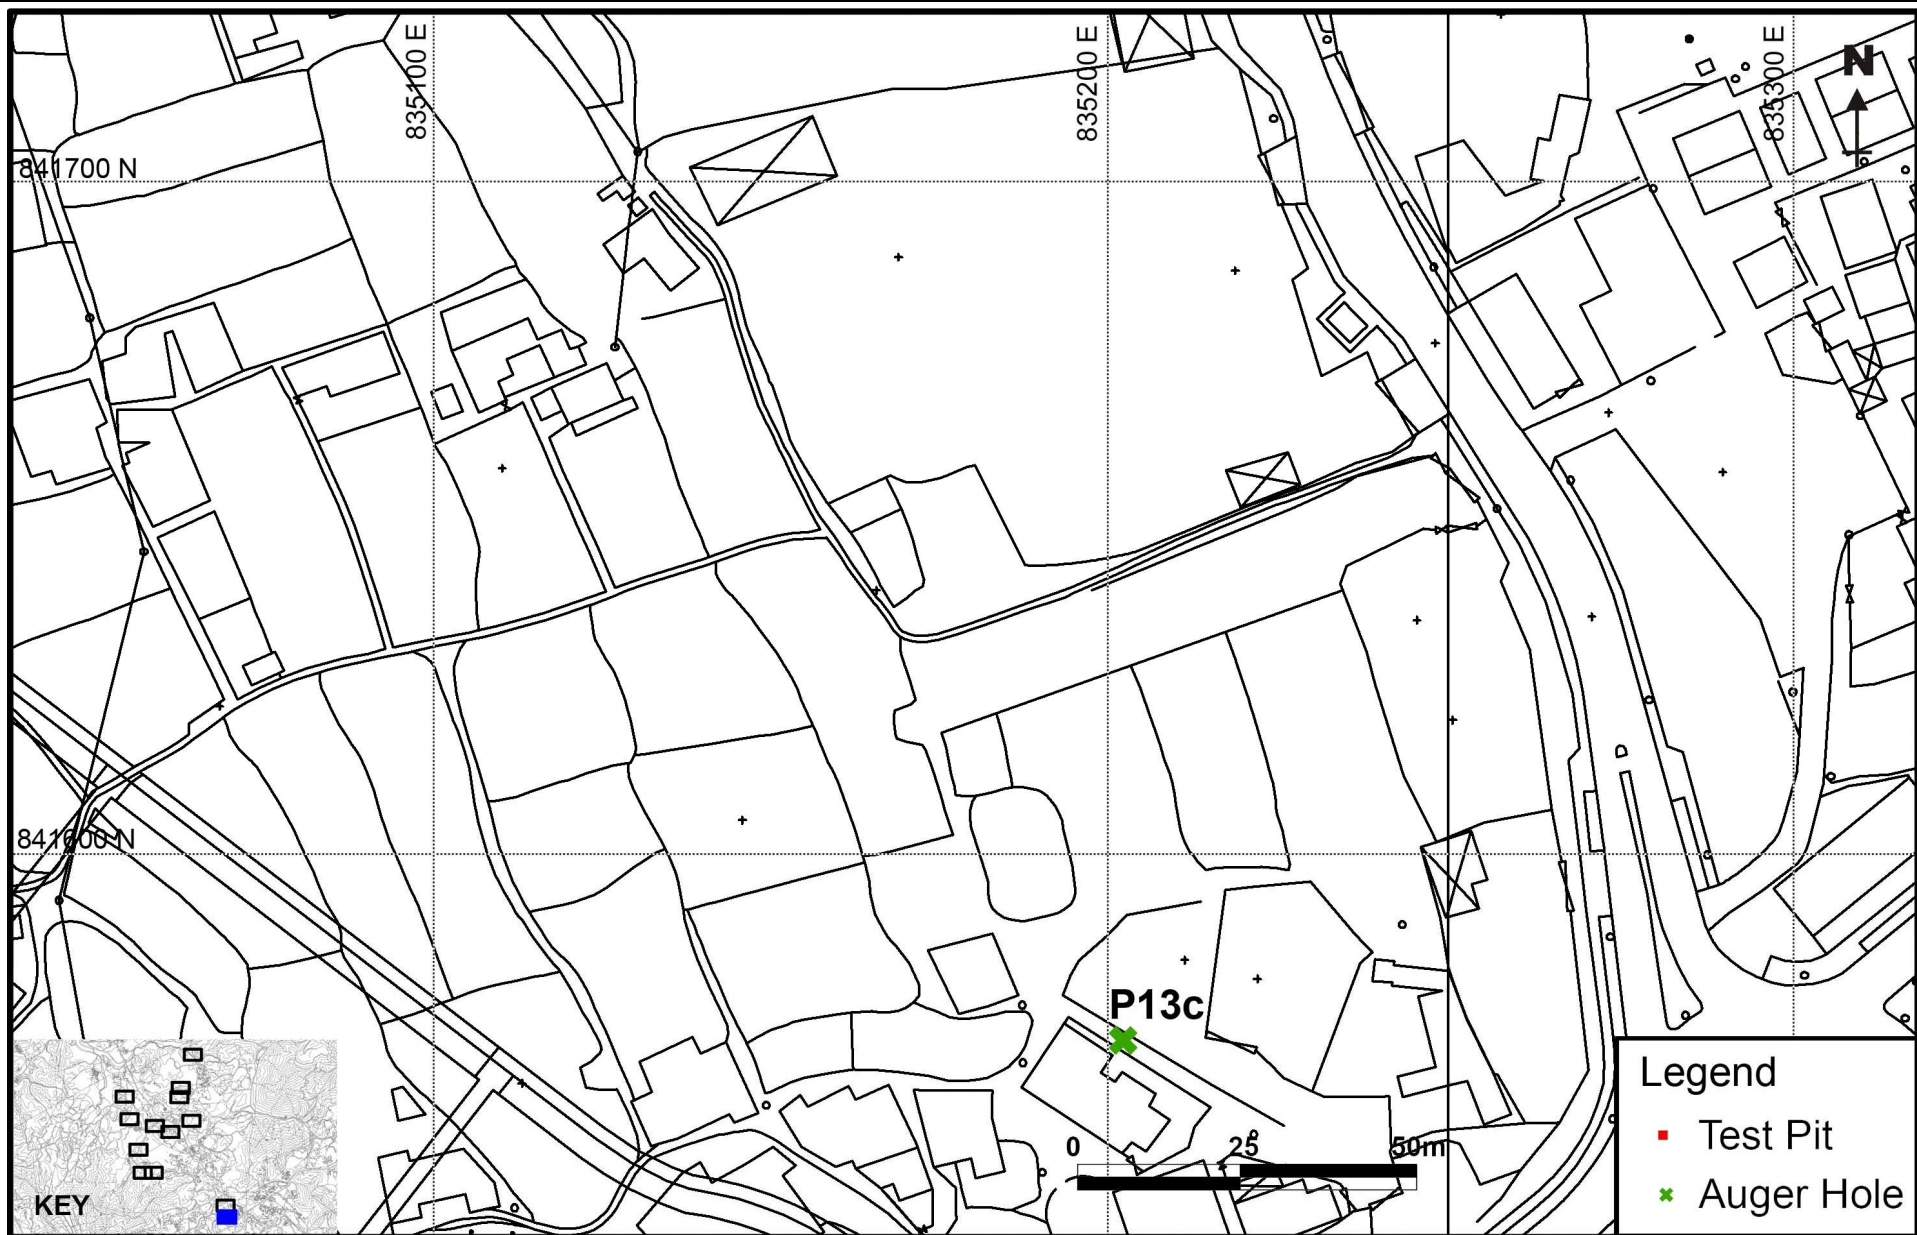 835100 E
835200 E
835300 E
N
841700 N
841600 N
P13c
0 25 50m
KEY
Legend
Test Pit
Auger Hole